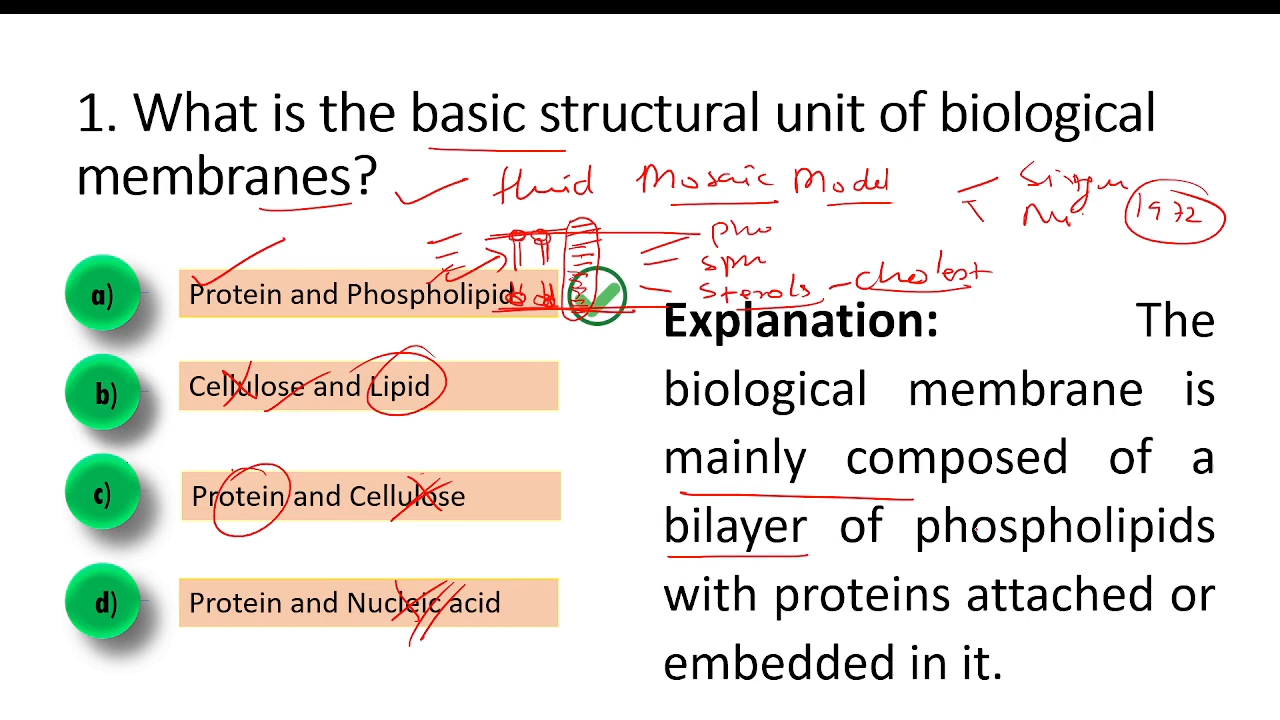 1. What is the basic structural unit of biological
membranes?
fluid Mosaic Model
1972
pho
sph
sterols - cholest
a) Protein and Phospholipid
b) Cellulose and Lipid
c) Protein and Cellulose
d) Protein and Nucleic acid
Explanation: The
biological membrane is
mainly composed of a
bilayer of phospholipids
with proteins attached or
embedded in it.